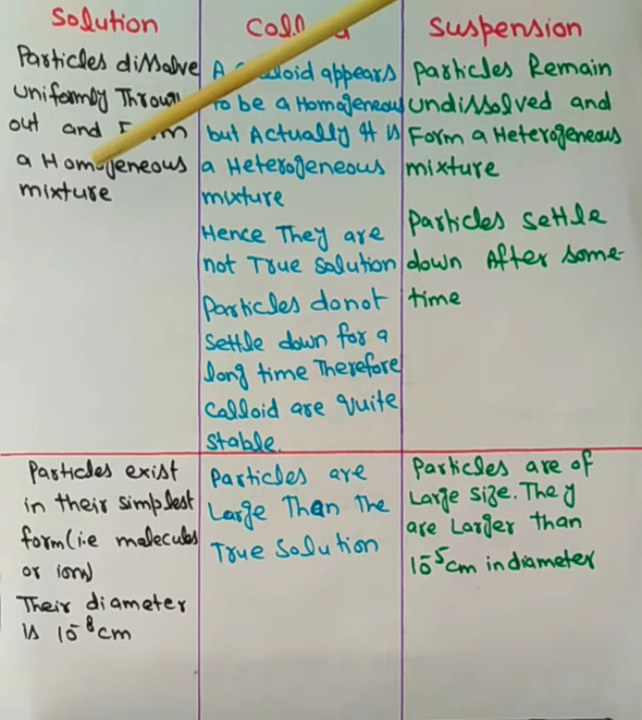 Solution
Particles dissolve
uniformly Throu
out and
a Homogeneous
mixture
Particles exist
in their simplest
form(i.e malecules
or ions)
Their diameter
is 10⁻⁸cm
A appears
to be a Homogeneous
but Actually It is
a Heterogeneous
mixture
Hence They are
not True solution
Particles donot
Settle down for a
long time Therefore
Calloid are Quite
stable.
Particles are
Large Than The
True Solution
Suspension
Particles Remain
undissolved and
Form a Heterogeneous
mixture
Particles settle
down After some-
time
Particles are of
Large size. They
are Larger than
10⁻⁵cm in diameter